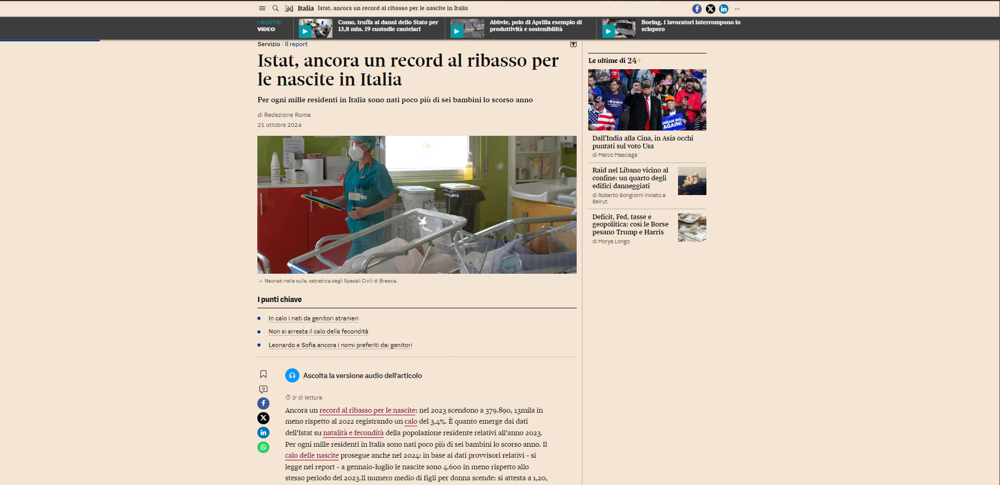 24 Italia Istat, ancora un record al ribasso per le nascite in Italia
I NOSTRI
VIDEO
Como, truffa ai danni dello Stato per
13,8 mln. 19 custodie cautelari
Abbvie, polo di Aprilia esempio di
produttività e sostenibilità
Boeing, i lavoratori interrompono lo
sciopero
Servizio | Il report
Istat, ancora un record al ribasso per
le nascite in Italia
Per ogni mille residenti in Italia sono nati poco più di sei bambini lo scorso anno
di Redazione Roma
21 ottobre 2024
Neonati nelle culle, ostreticia degli Spedali Civili di Brescia.
I punti chiave
In calo i nati da genitori stranieri
Non si arresta il calo della fecondità
Leonardo e Sofia ancora i nomi preferiti dai genitori
Ascolta la versione audio dell'articolo
0
3' di lettura
Ancora un record al ribasso per le nascite: nel 2023 scendono a 379.890, 13mila in
meno rispetto al 2022 registrando un calo del 3,4%. È quanto emerge dai dati
dell'Istat su natalità e fecondità della popolazione residente relativi all'anno 2023.
Per ogni mille residenti in Italia sono nati poco più di sei bambini lo scorso anno. Il
calo delle nascite prosegue anche nel 2024: in base ai dati provvisori relativi - si
legge nel report - a gennaio-luglio le nascite sono 4.600 in meno rispetto allo
stesso periodo del 2023.Il numero medio di figli per donna scende: si attesta a 1,20,
Le ultime di 24+
TRUMP
DREAM BIG
AGAIN!
Dall'India alla Cina, in Asia occhi
puntati sul voto Usa
di Marco Masciaga
Raid nel Libano vicino al
confine: un quarto degli
edifici danneggiati
di Roberto Bongiorni inviato a
Beirut
Deficit, Fed, tasse e
geopolitica: così le Borse
pesano Trump e Harris
di Morya Longo